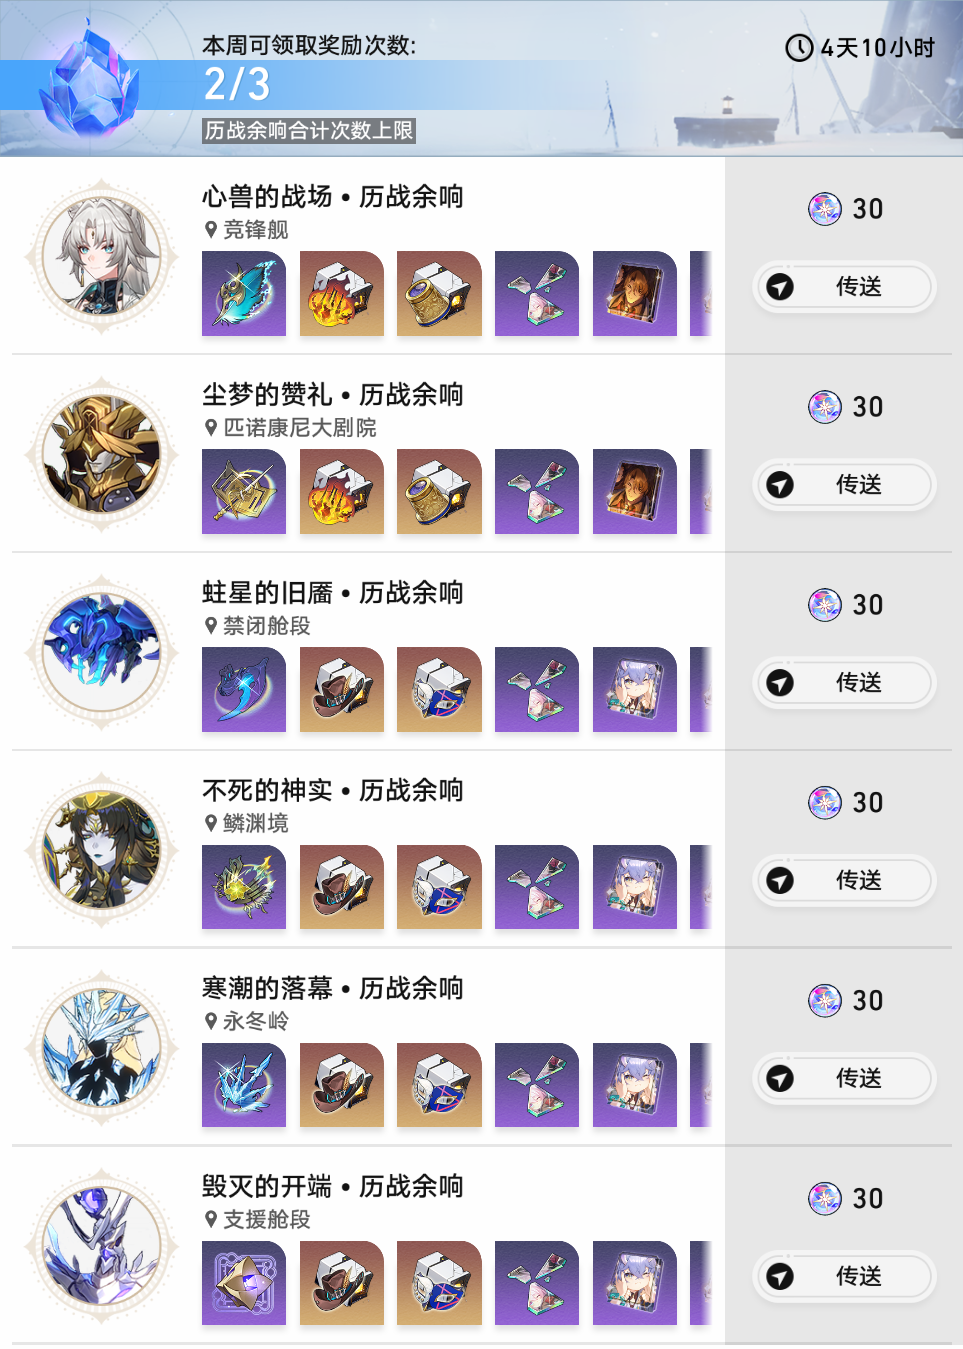 本周可领取奖励次数:
4天10小时
2/3
历战余响合计次数上限
心兽的战场•历战余响
30
竞锋舰
传送
尘梦的赞礼•历战余响
30
匹诺康尼大剧院
传送
蛀星的旧靥•历战余响
30
禁闭舱段
传送
不死的神实•历战余响
30
鳞渊境
传送
寒潮的落幕•历战余响
30
永冬岭
传送
毁灭的开端•历战余响
30
支援舱段
传送